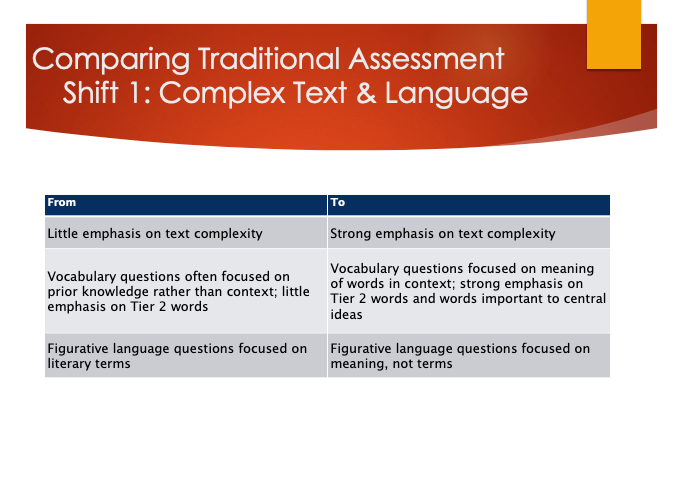 Comparing Traditional Assessment
Shift 1: Complex Text & Language
From
To
Little emphasis on text complexity
Strong emphasis on text complexity
Vocabulary questions often focused on
prior knowledge rather than context; little
emphasis on Tier 2 words
Vocabulary questions focused on meaning
of words in context; strong emphasis on
Tier 2 words and words important to central
ideas
Figurative language questions focused on
literary terms
Figurative language questions focused on
meaning, not terms